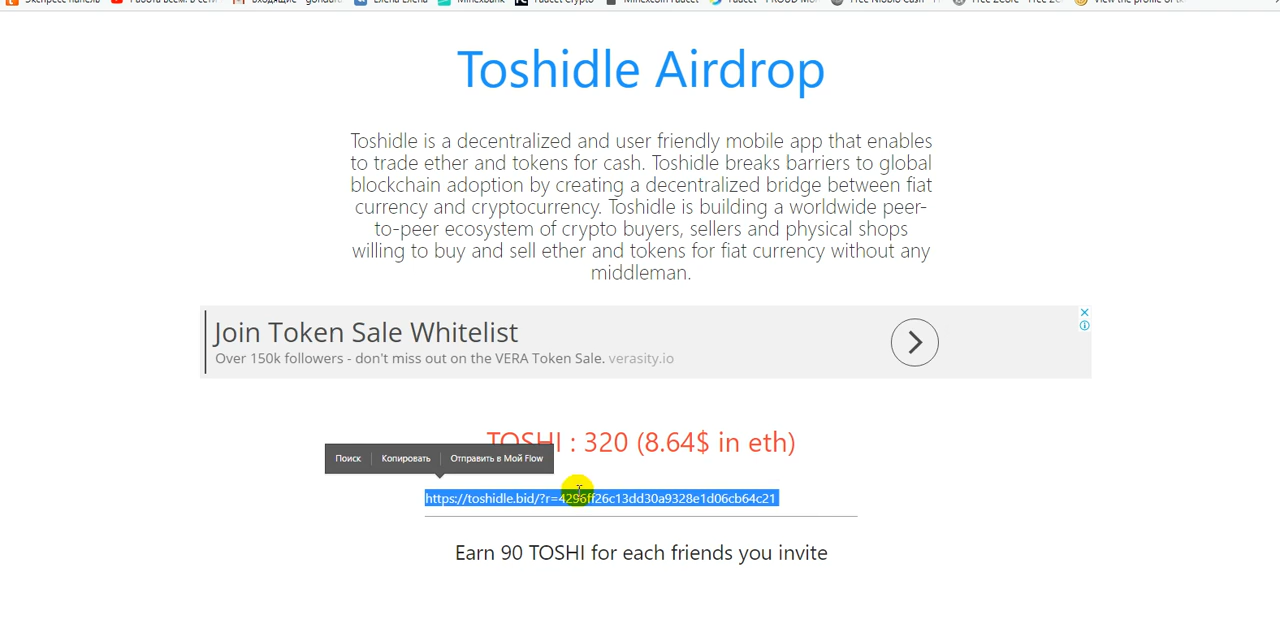 Toshidle Airdrop
Toshidle is a decentralized and user friendly mobile app that enables
to trade ether and tokens for cash. Toshidle breaks barriers to global
blockchain adoption by creating a decentralized bridge between fiat
currency and cryptocurrency. Toshidle is building a worldwide peer-
to-peer ecosystem of crypto buyers, sellers and physical shops
willing to buy and sell ether and tokens for fiat currency without any
middleman.
Join Token Sale Whitelist
Over 150k followers - don't miss out on the VERA Token Sale. verasity.io
TOSHI : 320 (8.64$ in eth)
Поиск Копировать Отправить в Мой Flow
https://toshidle.bid/?r=4296ff26c13dd30a9328e1d06cb64c21
Earn 90 TOSHI for each friends you invite